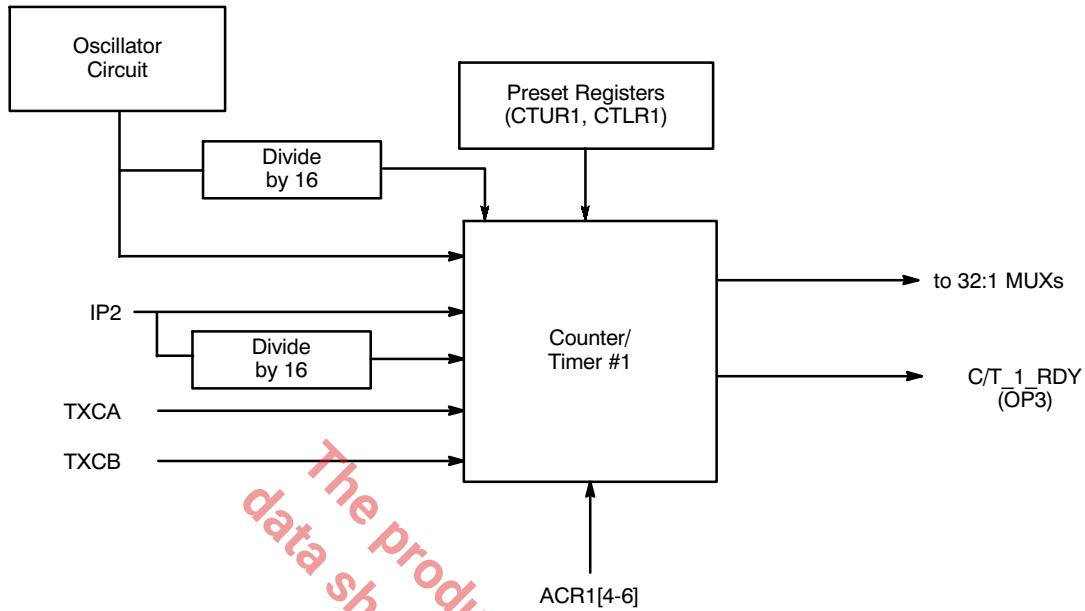 Oscillator
Circuit
Preset Registers
(CTUR1, CTLR1)
Divide
by 16
to 32:1 MUXs
IP2
Counter/
Timer #1
Divide
by 16
C/T_1_RDY
(OP3)
TXCA
TXCB
The produ
data sh
ACR1[4-6]